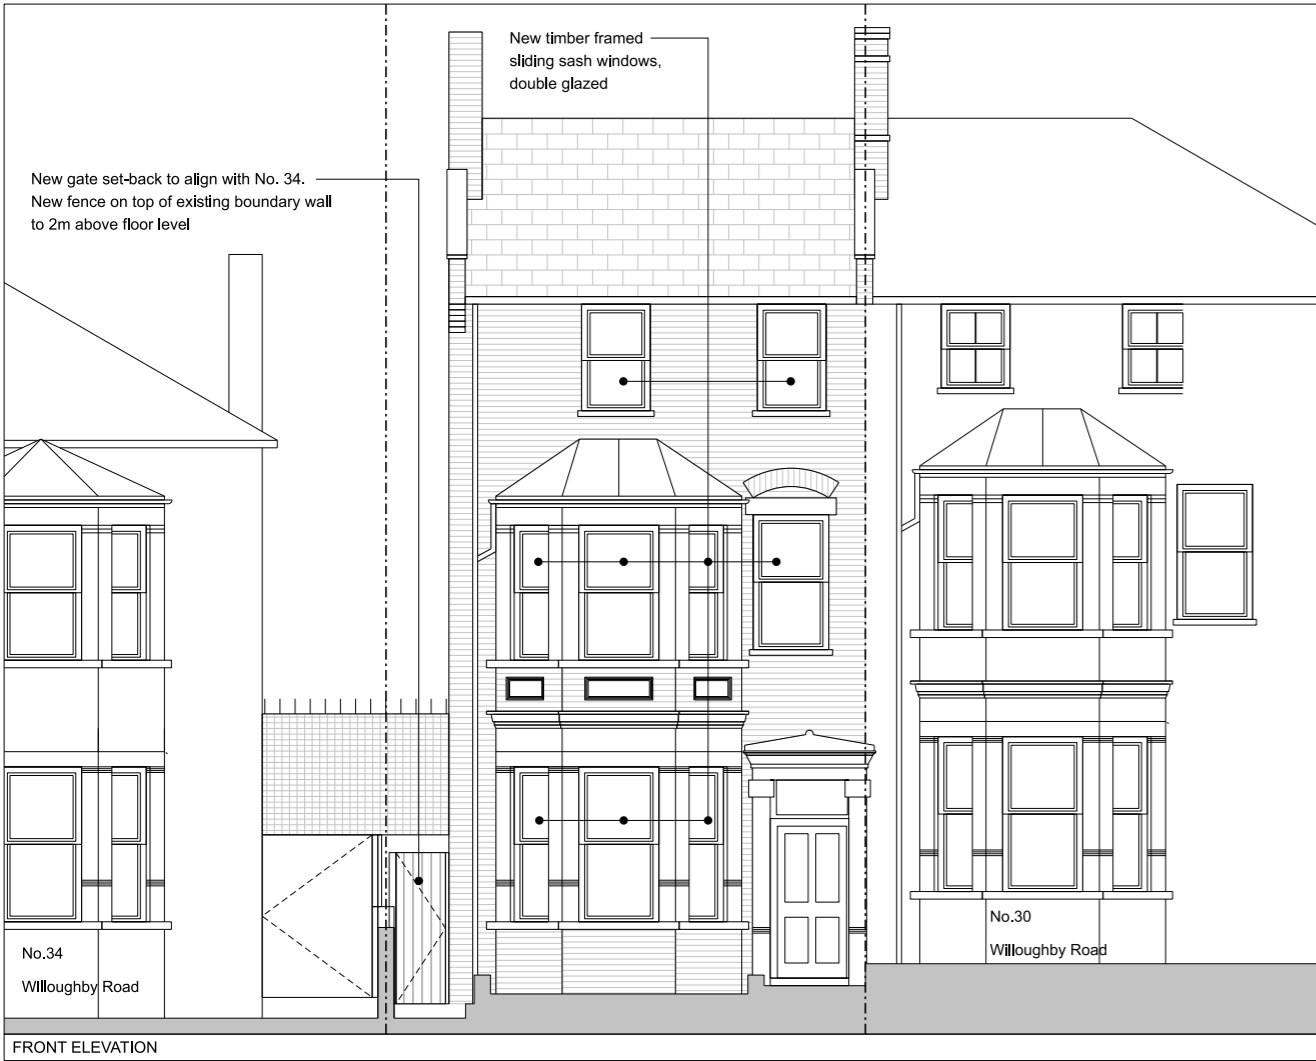 New timber framed
sliding sash windows,
double glazed
New gate set-back to align with No. 34.
New fence on top of existing boundary wall
to 2m above floor level
No.30
Willoughby Road
No.34
Willoughby Road
FRONT ELEVATION